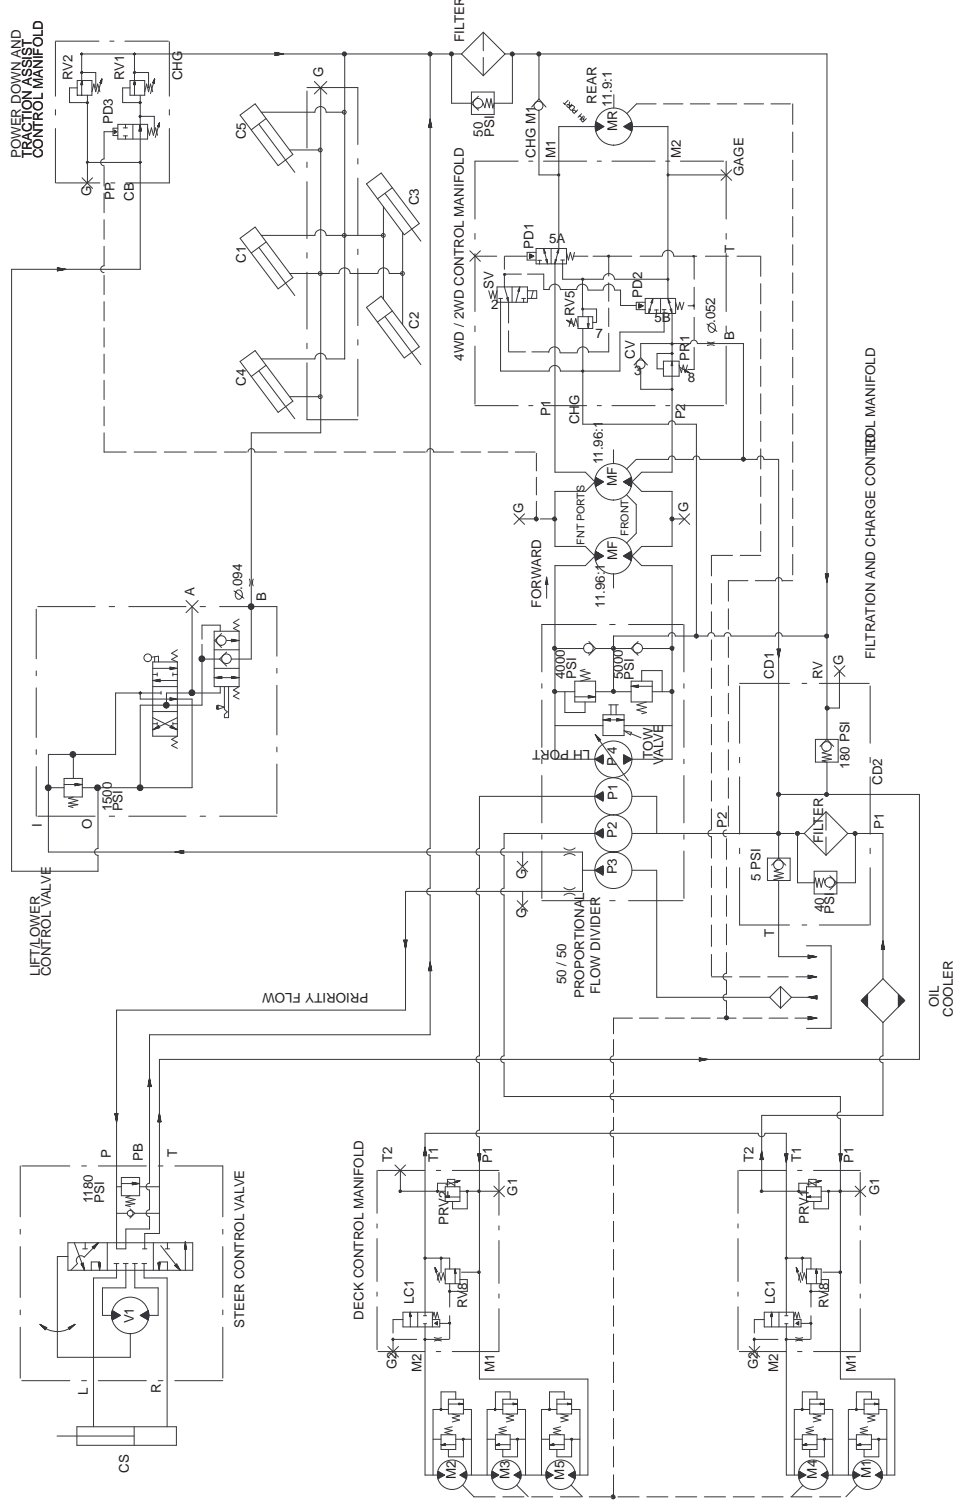 POWER DOWN AND
TRACTION ASSIST
CONTROL MANIFOLD
RV2
RV1
PD3
CHG
G
PP
CB
FILTER
50
PSI
G
C5
C1
C4
C3
C2
CHG M1
M1
M2
RH PORT
MR
REAR
11.9:1
GAGE
4WD / 2WD CONTROL MANIFOLD
SV
2
PD1
5A
RV5
7
PD2
5B
CV
3
PR1
8
Ø.052
T
B
P1
CHG
P2
11.96:1
MF
FNT PORTS
FRONT
MF
11.96:1
G
G
FORWARD
A
Ø.094
B
LIFT/LOWER
CONTROL VALVE
1500
PSI
I
O
4000
PSI
5000
PSI
TOW
VALVE
LH PORT
P4
P1
P2
P3
G
G
50 / 50
PROPORTIONAL
FLOW DIVIDER
FILTRATION AND CHARGE CONTROL MANIFOLD
CD1
RV
G
180 PSI
CD2
P2
P1
FILTER
5 PSI
40
PSI
T
OIL
COOLER
PRIORITY FLOW
P
PB
T
1180
PSI
V1
L
R
CS
STEER CONTROL VALVE
DECK CONTROL MANIFOLD
T2
T1
P1
G1
PRV2
LC1
RV8
G2
M2
M1
M2
M3
M5
T2
T1
P1
G1
PRV1
LC1
RV8
G2
M2
M1
M4
M1